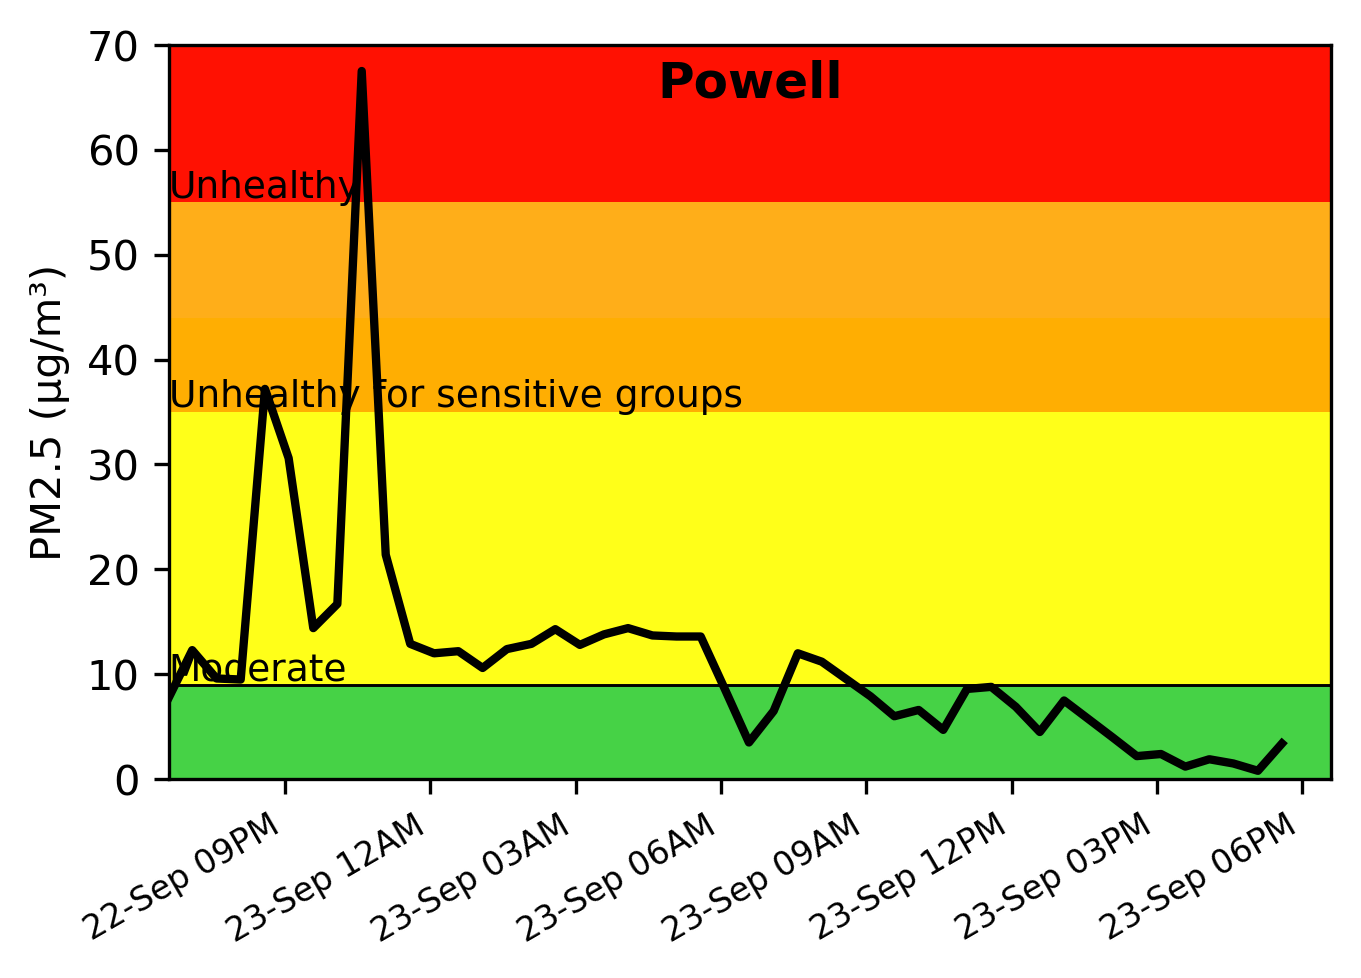 Powell
70
60
50
40
30
20
10
0
PM2.5 (µg/m³)
Unhealthy
Unhealthy for sensitive groups
Moderate
22-Sep 09PM
23-Sep 12AM
23-Sep 03AM
23-Sep 06AM
23-Sep 09AM
23-Sep 12PM
23-Sep 03PM
23-Sep 06PM